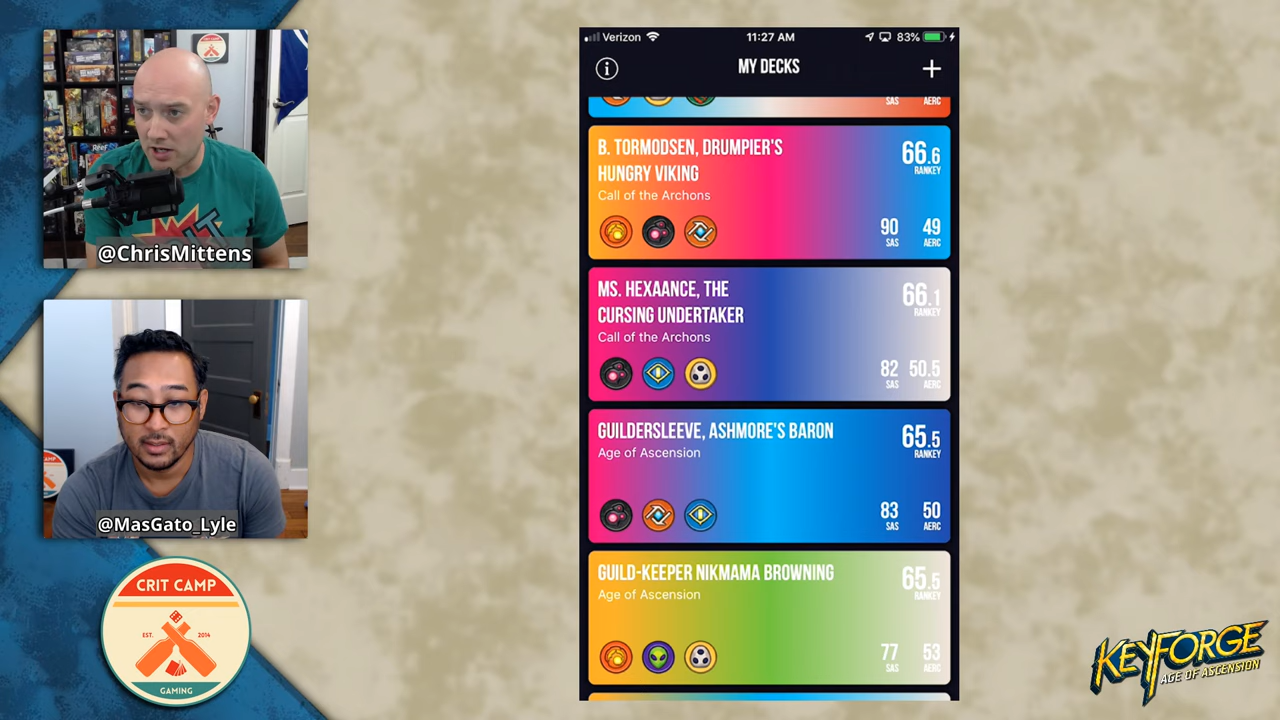 @ChrisMittens
@MasGato_Lyle
CRIT CAMP
EST.
2014
GAMING
Verizon
11:27 AM
83%
MY DECKS
SAS
AERC
B. TORMODSEN, DRUMPIER'S
HUNGRY VIKING
Call of the Archons
66.6
RANKEY
90
SAS
49
AERC
MS. HEXAANCE, THE
CURSING UNDERTAKER
Call of the Archons
66.1
RANKEY
82
SAS
50.5
AERC
GUILDERSLEEVE, ASHMORE'S BARON
Age of Ascension
65.5
RANKEY
83
SAS
50
AERC
GUILD-KEEPER NIKMAMA BROWNING
Age of Ascension
65.5
RANKEY
77
SAS
53
AERC
KEYFORGE
AGE OF ASCENSION